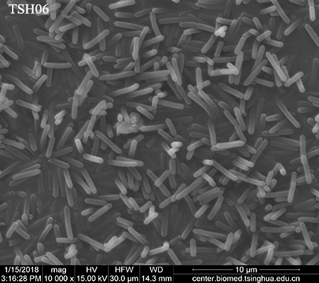 TSH06
1/15/2018 mag HV HFW WD 10 μm
3:16:28 PM 10 000 x 15.00 kV 30.0 μm 14.3 mm center.biomed.tsinghua.edu.cn